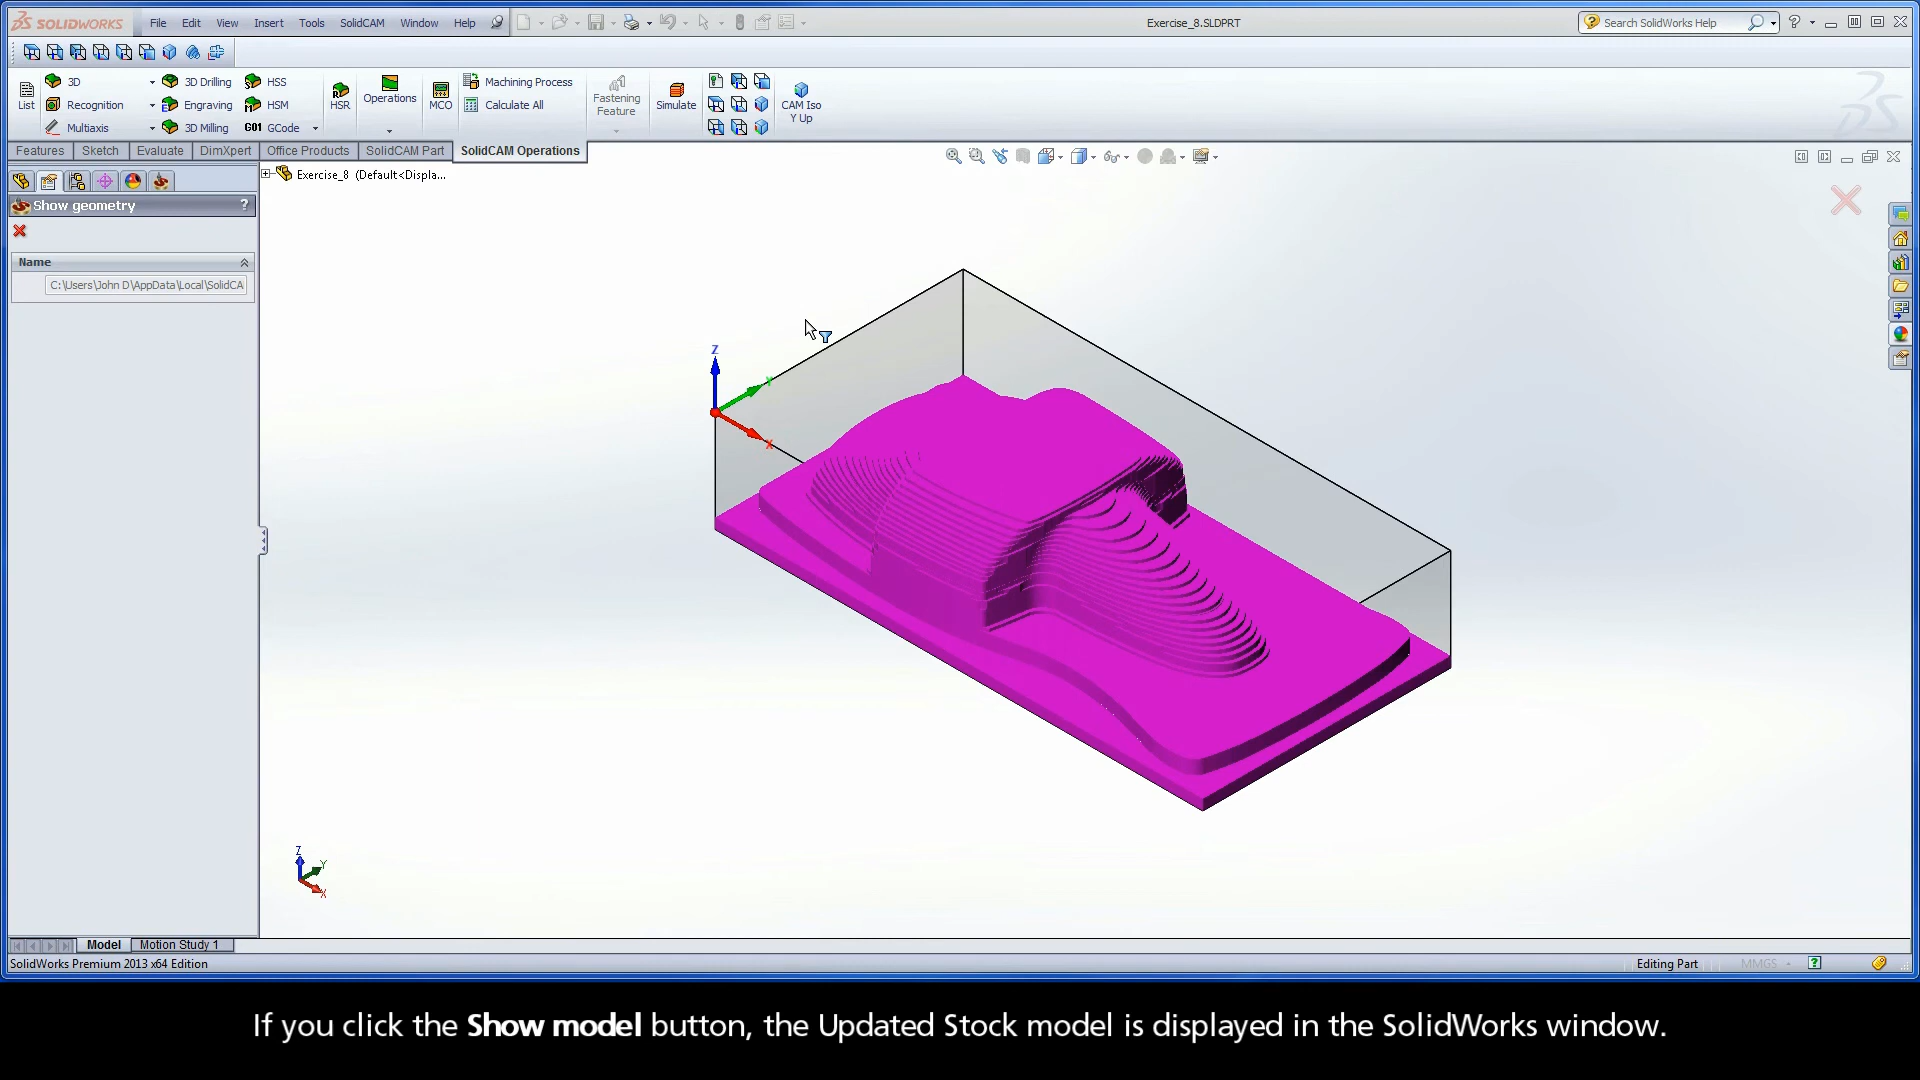 SOLIDWORKS File Edit View Insert Tools SolidCAM Window Help Exercise_8.SLDPRT Search SolidWorks Help ?
List
3D
Recognition
Multiaxis
3D Drilling
Engraving
3D Milling
HSS
HSM
G01 GCode
HSR
Operations
MCO
Machining Process
Calculate All
Fastening
Feature
Simulate
CAM Iso
Y Up
Features Sketch Evaluate DimXpert Office Products SolidCAM Part SolidCAM Operations
Exercise_8 (Default<Displa...
Show geometry ?
Name
C:\Users\John D\AppData\Local\SolidCA
Z
Y
X
Z
Y
X
Model Motion Study 1
SolidWorks Premium 2013 x64 Edition Editing Part MMGS ?
If you click the Show model button, the Updated Stock model is displayed in the SolidWorks window.